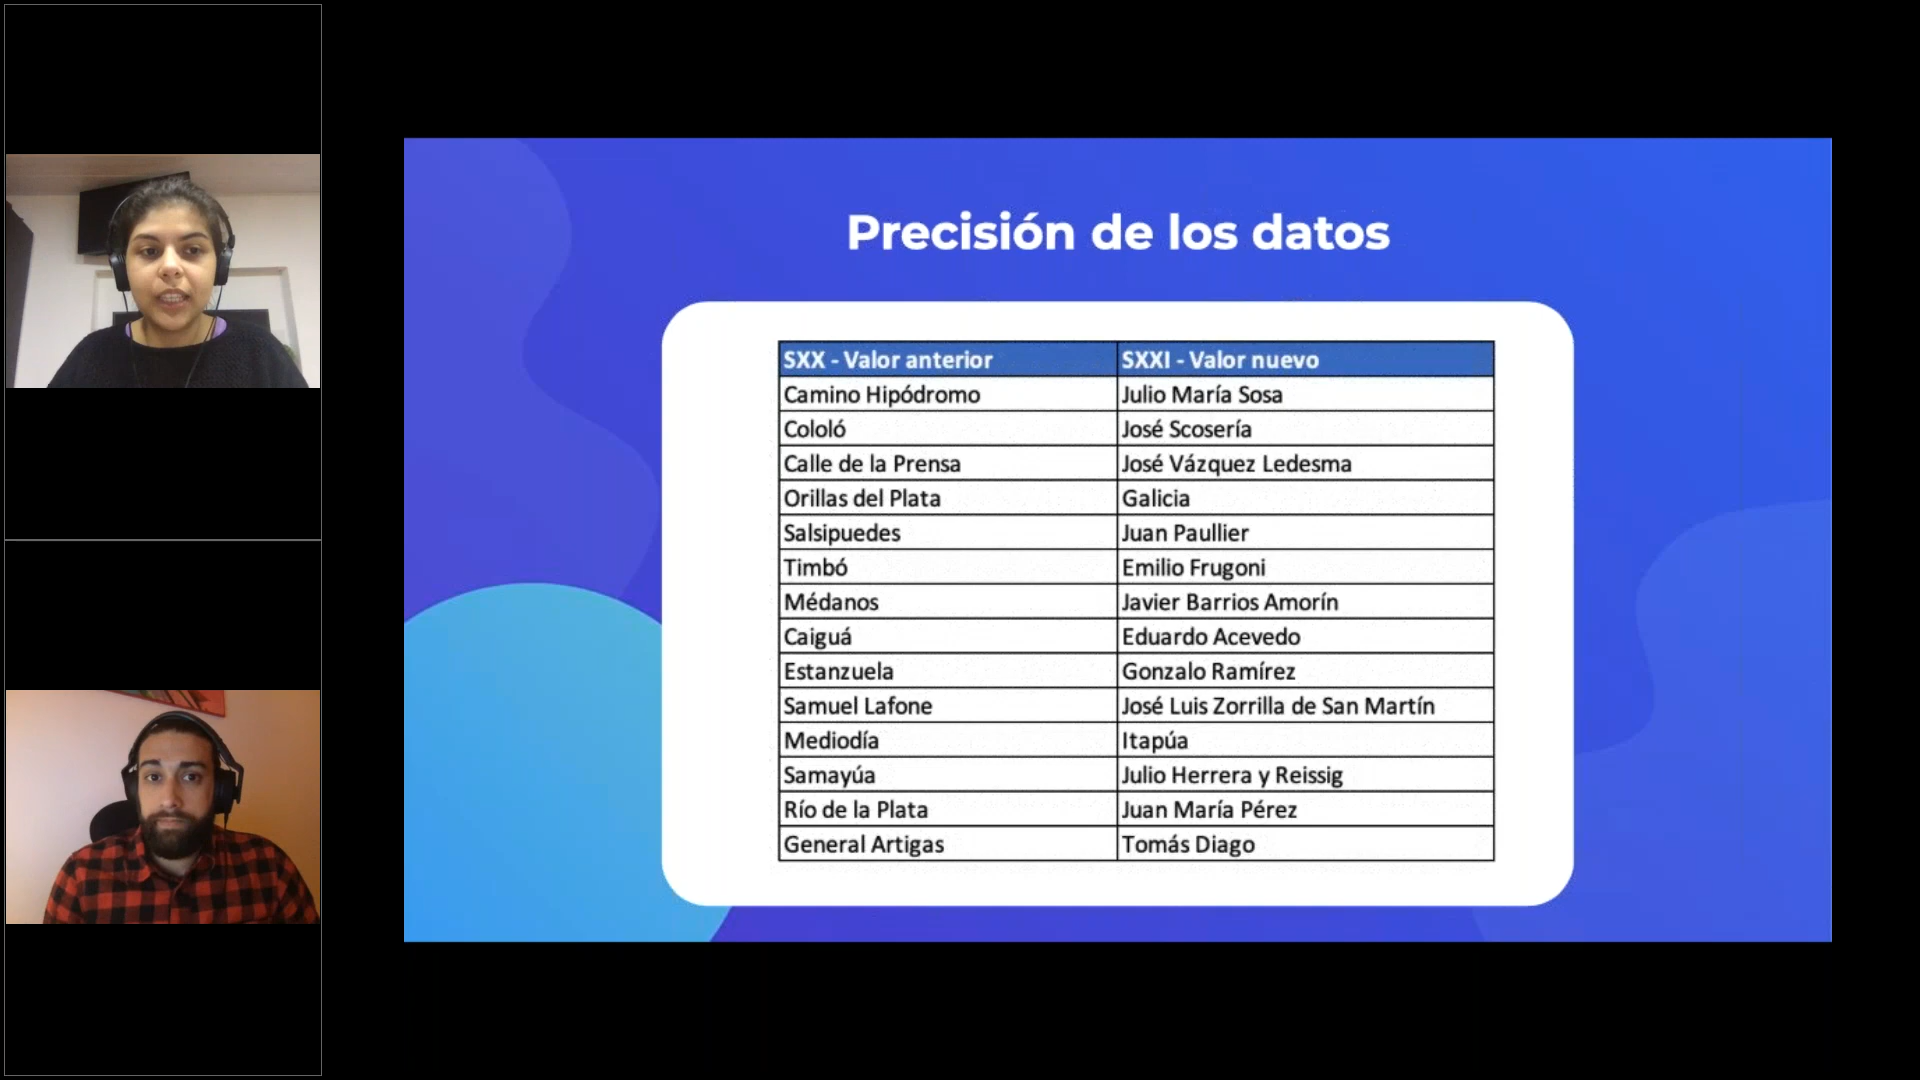 Precisión de los datos
SXX - Valor anterior SXXI - Valor nuevo
Camino Hipódromo Julio María Sosa
Cololó José Scosería
Calle de la Prensa José Vázquez Ledesma
Orillas del Plata Galicia
Salsipuedes Juan Paullier
Timbó Emilio Frugoni
Médanos Javier Barrios Amorín
Caiguá Eduardo Acevedo
Estanzuela Gonzalo Ramírez
Samuel Lafone José Luis Zorrilla de San Martín
Mediodía Itapúa
Samayúa Julio Herrera y Reissig
Río de la Plata Juan María Pérez
General Artigas Tomás Diago